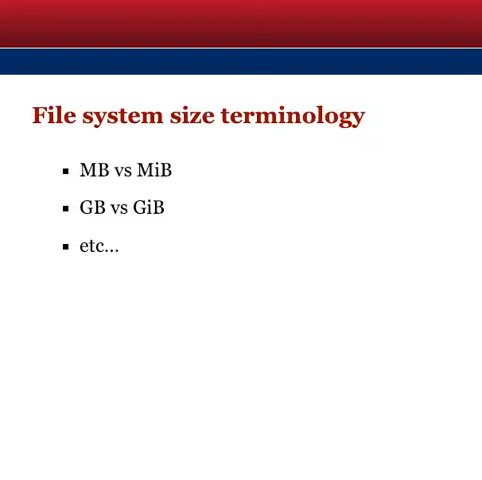 File system size terminology
▪ MB vs MiB
▪ GB vs GiB
▪ etc...